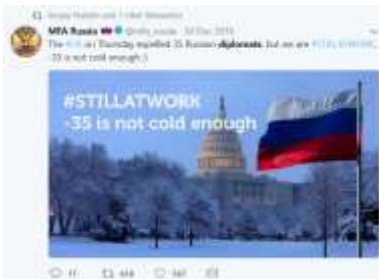 MFA Russia
The #US on Thursday expelled 35 Russian diplomats, but we are #STILLATWORK,
-35 is not cold enough ;)
#STILLATWORK
-35 is not cold enough